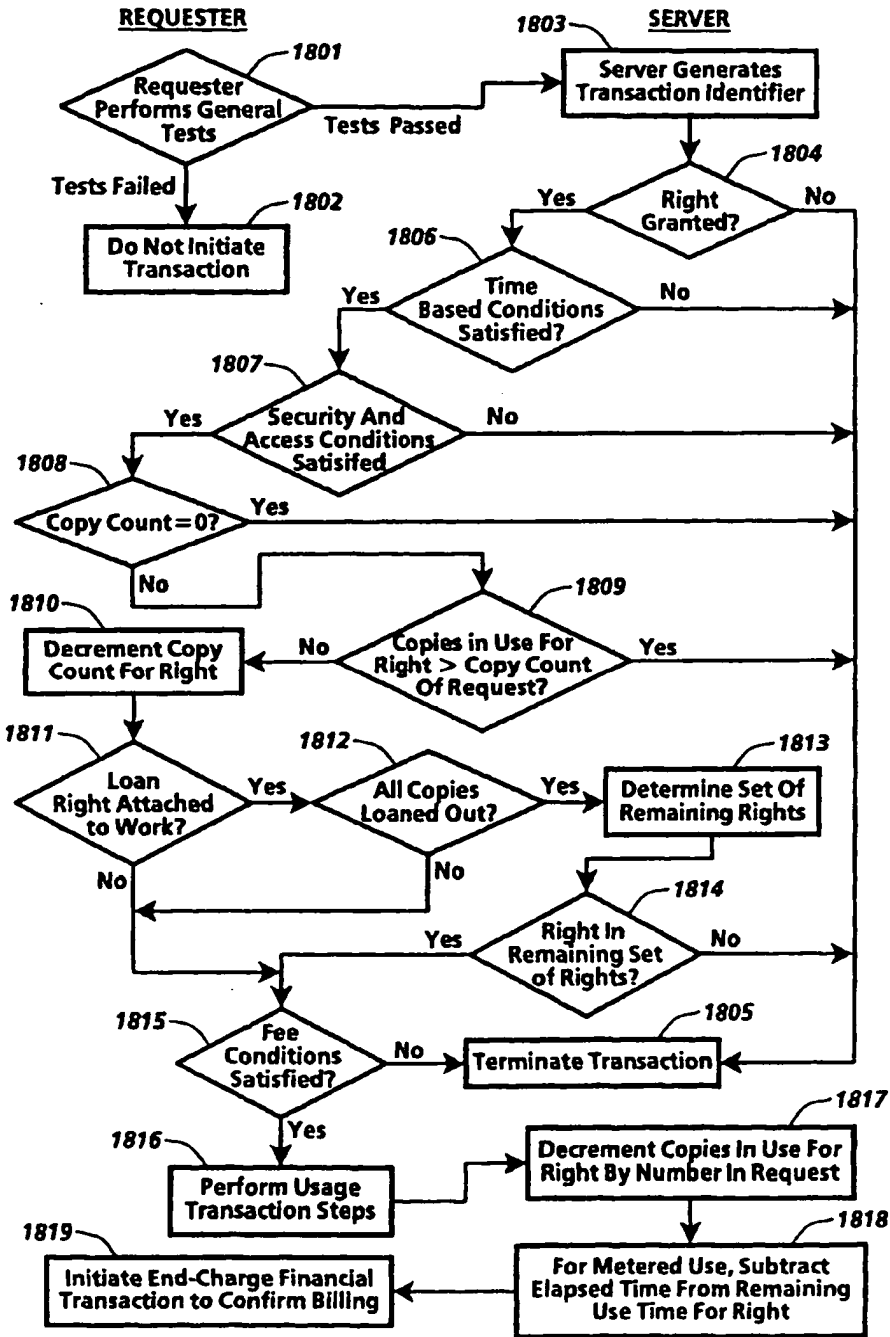 REQUESTER
SERVER
1801
Requester
Performs General
Tests
Tests Passed
Tests Failed
1802
Do Not Initiate
Transaction
1803
Server Generates
Transaction Identifier
1804
Right
Granted?
Yes
No
1806
Time
Based Conditions
Satisfied?
Yes
No
1807
Security And
Access Conditions
Satisifed
Yes
No
1808
Copy Count = 0?
Yes
No
1809
Copies in Use For
Right > Copy Count
Of Request?
No
Yes
1810
Decrement Copy
Count For Right
1811
Loan
Right Attached
to Work?
Yes
No
1812
All Copies
Loaned Out?
Yes
No
1813
Determine Set Of
Remaining Rights
1814
Right In
Remaining Set
of Rights?
Yes
No
1815
Fee
Conditions
Satisfied?
No
Yes
1805
Terminate Transaction
1816
Perform Usage
Transaction Steps
1817
Decrement Copies In Use For
Right By Number In Request
1818
For Metered Use, Subtract
Elapsed Time From Remaining
Use Time For Right
1819
Initiate End-Charge Financial
Transaction to Confirm Billing